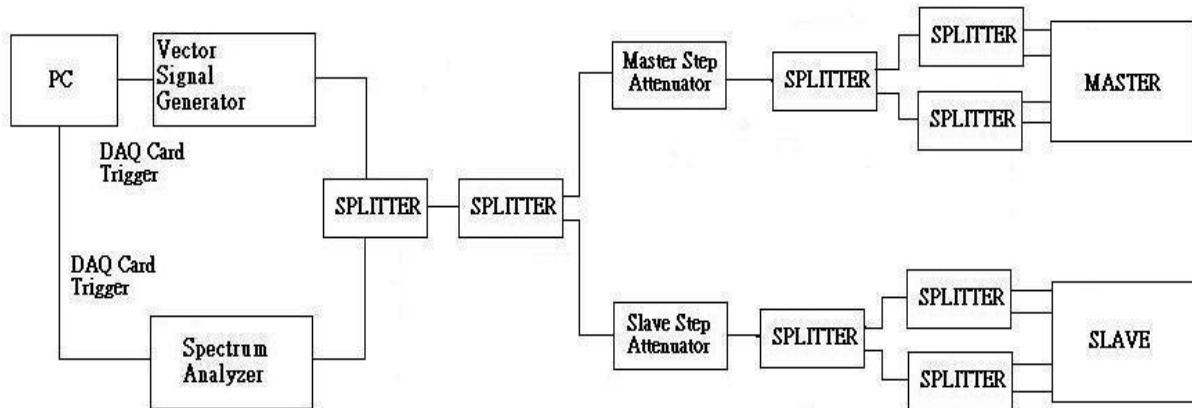 PC
Vector
Signal
Generator
DAQ Card
Trigger
DAQ Card
Trigger
Spectrum
Analyzer
SPLITTER
SPLITTER
Master Step
Attenuator
SPLITTER
SPLITTER
SPLITTER
MASTER
Slave Step
Attenuator
SPLITTER
SPLITTER
SPLITTER
SLAVE